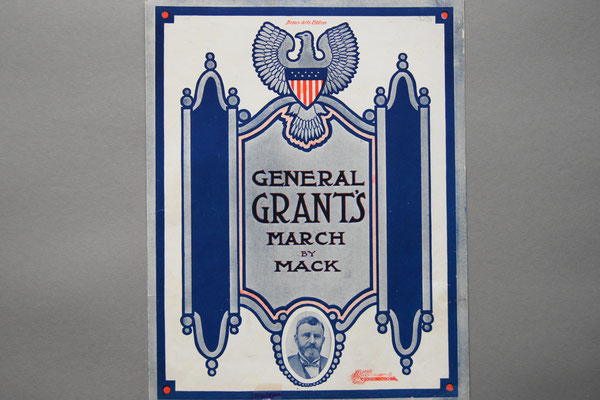 GENERAL
GRANT'S
MARCH
BY
MACK